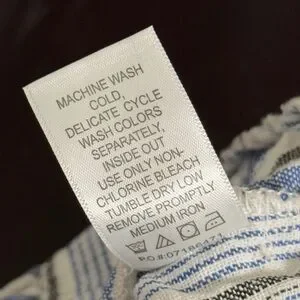 MACHINE WASH
COLD,
DELICATE CYCLE
WASH COLORS
SEPARATELY,
INSIDE OUT
USE ONLY NON-
CHLORINE BLEACH
TUMBLE DRY LOW
REMOVE PROMPTLY
MEDIUM IRON